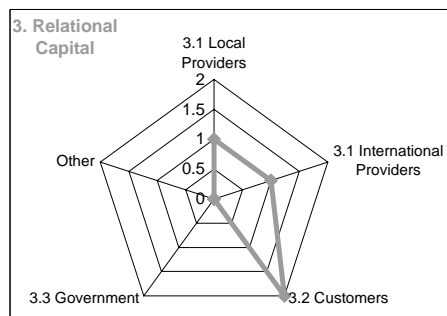 3. Relational
Capital
3.1 Local
Providers
2
1.5
1
0.5
0
Other
3.1 International
Providers
3.3 Government
3.2 Customers